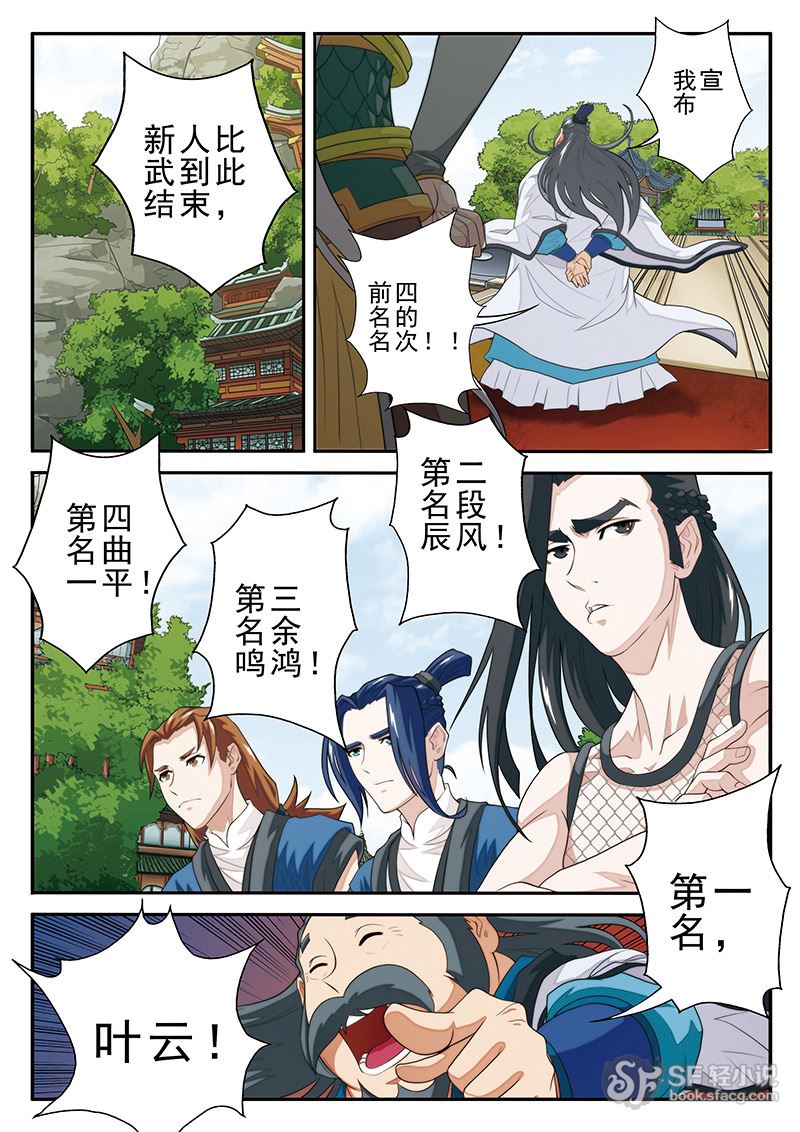 新人比
武到此
结束，
我宣
布
前四
名的
名次！！
第四
名曲
一平！
第三
名余
鸣鸿！
第二
名段
辰风！
第一
名，
叶云！
SF轻小说
book.sfacg.com